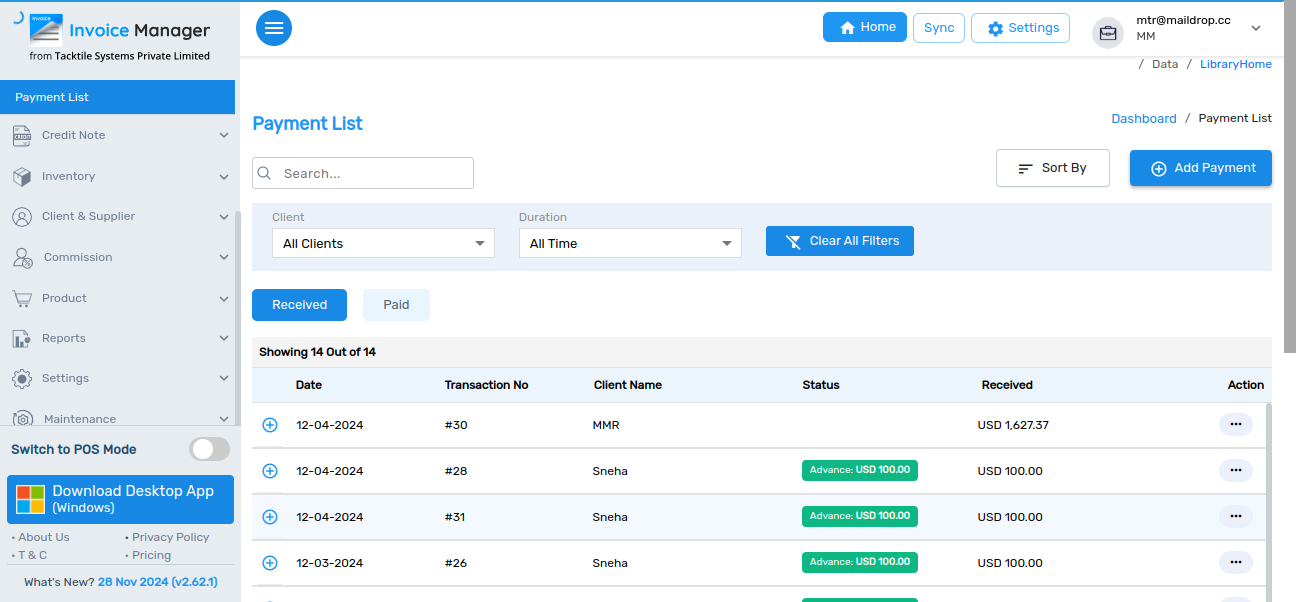 Invoice
Invoice Manager
from Tacktile Systems Private Limited
Home
Sync
Settings
mtr@maildrop.cc
MM
/ Data / LibraryHome
Payment List
Credit Note
Inventory
Client & Supplier
Commission
Product
Reports
Settings
Maintenance
Switch to POS Mode
Download Desktop App
(Windows)
• About Us • Privacy Policy
• T & C • Pricing
What's New? 28 Nov 2024 (v2.62.1)
Payment List
Dashboard / Payment List
Search...
Sort By
Add Payment
Client
Duration
All Clients
All Time
Clear All Filters
Received
Paid
Showing 14 Out of 14
Date Transaction No Client Name Status Received Action
12-04-2024 #30 MMR USD 1,627.37
12-04-2024 #28 Sneha Advance: USD 100.00 USD 100.00
12-04-2024 #31 Sneha Advance: USD 100.00 USD 100.00
12-03-2024 #26 Sneha Advance: USD 100.00 USD 100.00